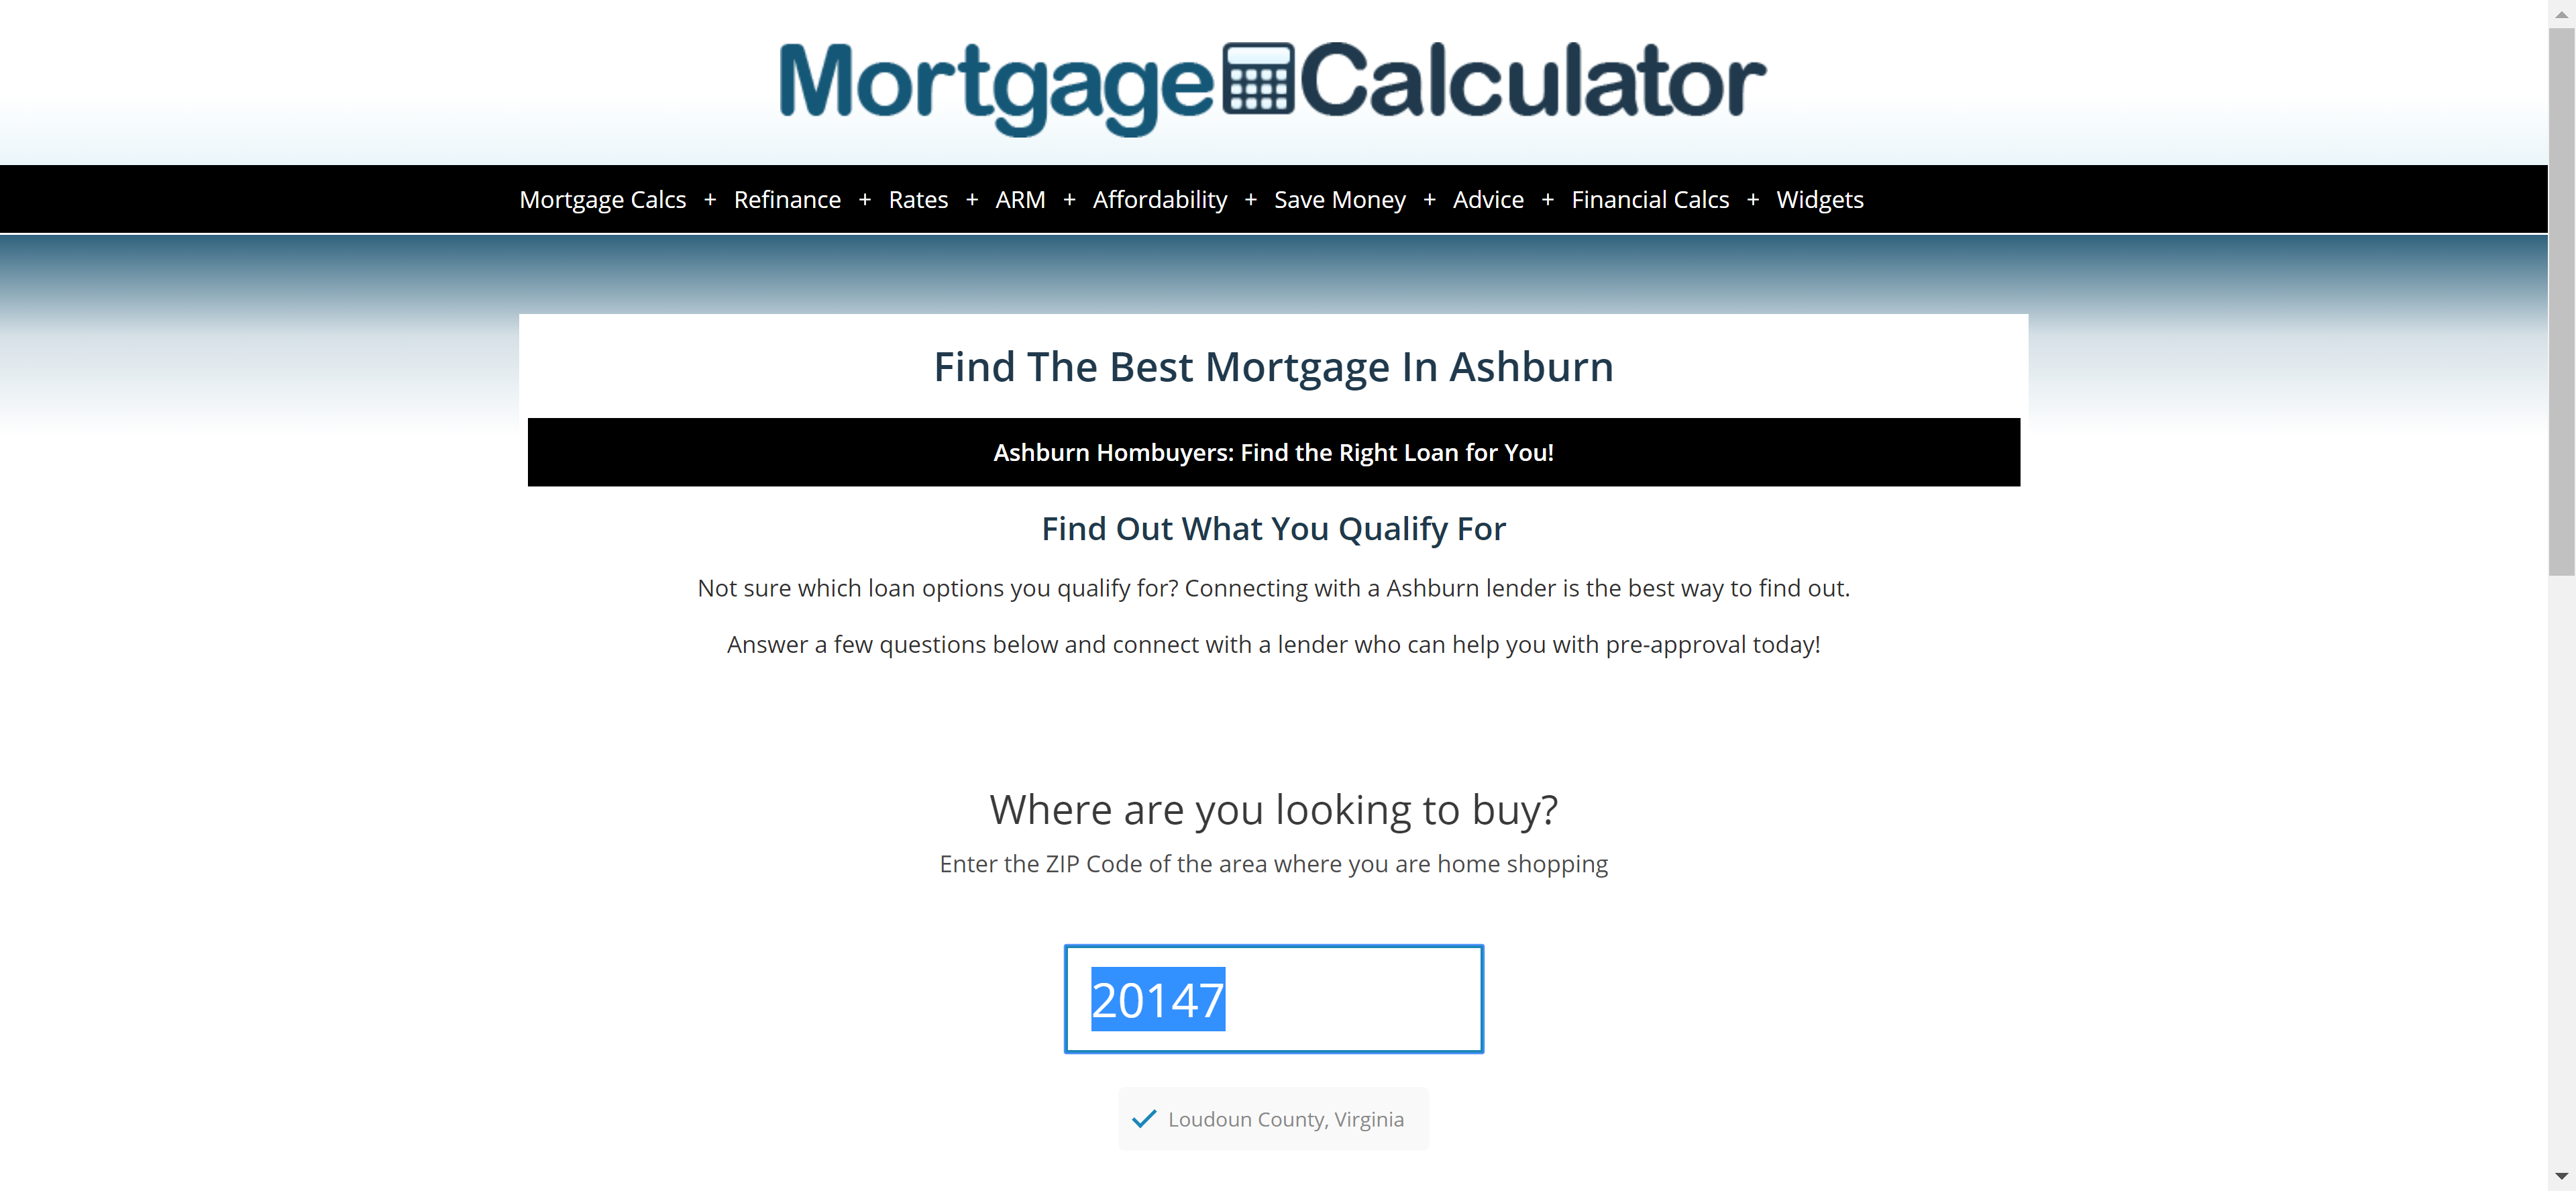 Mortgage Calculator
Mortgage Calcs + Refinance + Rates + ARM + Affordability + Save Money + Advice + Financial Calcs + Widgets
Find The Best Mortgage In Ashburn
Ashburn Hombuyers: Find the Right Loan for You!
Find Out What You Qualify For
Not sure which loan options you qualify for? Connecting with a Ashburn lender is the best way to find out.
Answer a few questions below and connect with a lender who can help you with pre-approval today!
Where are you looking to buy?
Enter the ZIP Code of the area where you are home shopping
20147
Loudoun County, Virginia